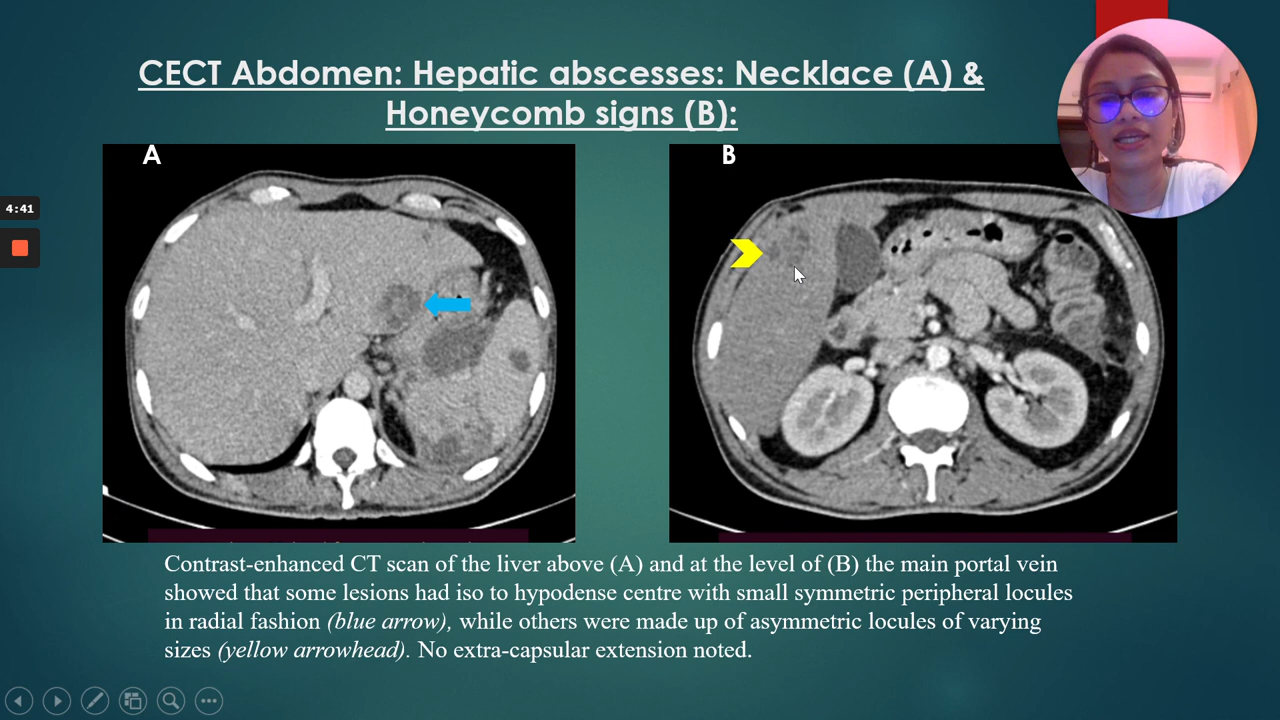 CECT Abdomen: Hepatic abscesses: Necklace (A) &
Honeycomb signs (B):
A
B
4:41
Contrast-enhanced CT scan of the liver above (A) and at the level of (B) the main portal vein
showed that some lesions had iso to hypodense centre with small symmetric peripheral locules
in radial fashion (blue arrow), while others were made up of asymmetric locules of varying
sizes (yellow arrowhead). No extra-capsular extension noted.